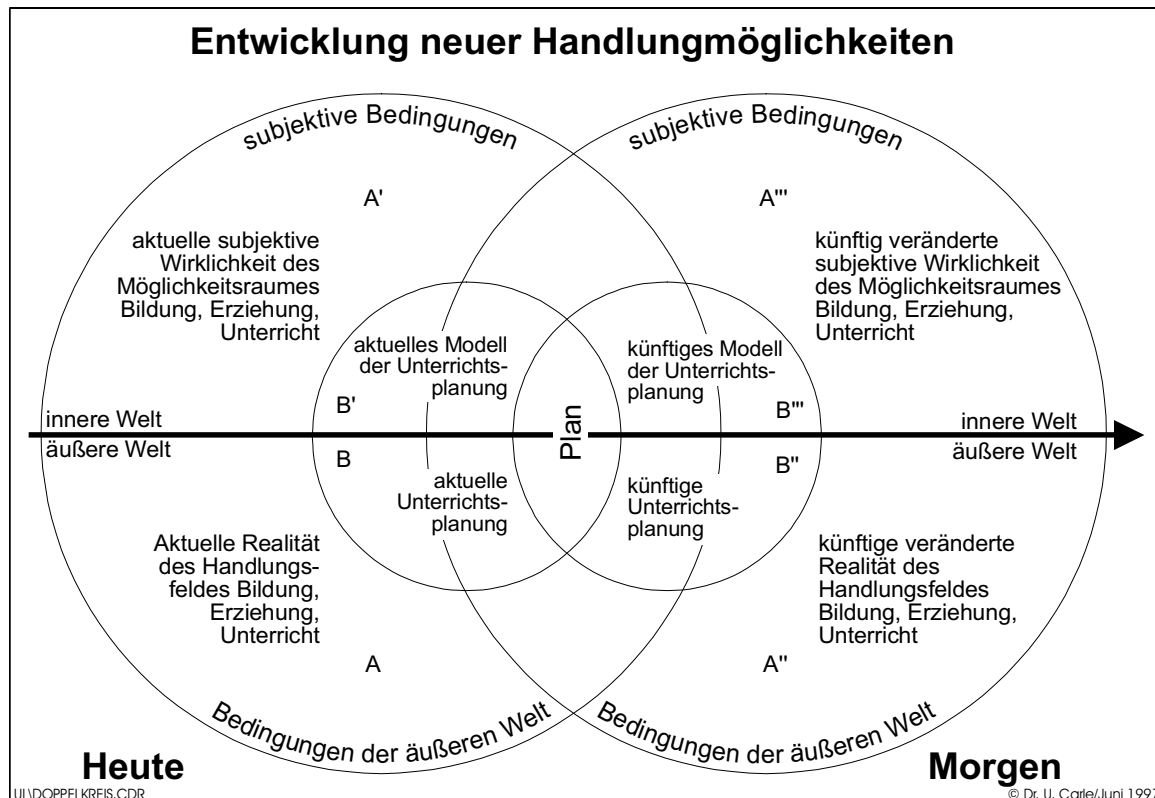 Entwicklung neuer Handlungmöglichkeiten
subjektive Bedingungen
subjektive Bedingungen
A'
A'''
aktuelle subjektive
Wirklichkeit des
Möglichkeitsraumes
Bildung, Erziehung,
Unterricht
künftig veränderte
subjektive Wirklichkeit
des Möglichkeitsraumes
Bildung, Erziehung,
Unterricht
aktuelles Modell
der Unterrichts-
planung
künftiges Modell
der Unterrichts-
planung
B'
B'''
innere Welt
innere Welt
Plan
äußere Welt
äußere Welt
B
B''
aktuelle
Unterrichts-
planung
künftige
Unterrichts-
planung
Aktuelle Realität
des Handlungs-
feldes Bildung,
Erziehung,
Unterricht
künftige veränderte
Realität des
Handlungsfeldes
Bildung, Erziehung,
Unterricht
A
A''
Bedingungen der äußeren Welt
Bedingungen der äußeren Welt
Heute
Morgen
UL\DOPPELKREIS.CDR
© Dr. U. Carle/Juni 1997